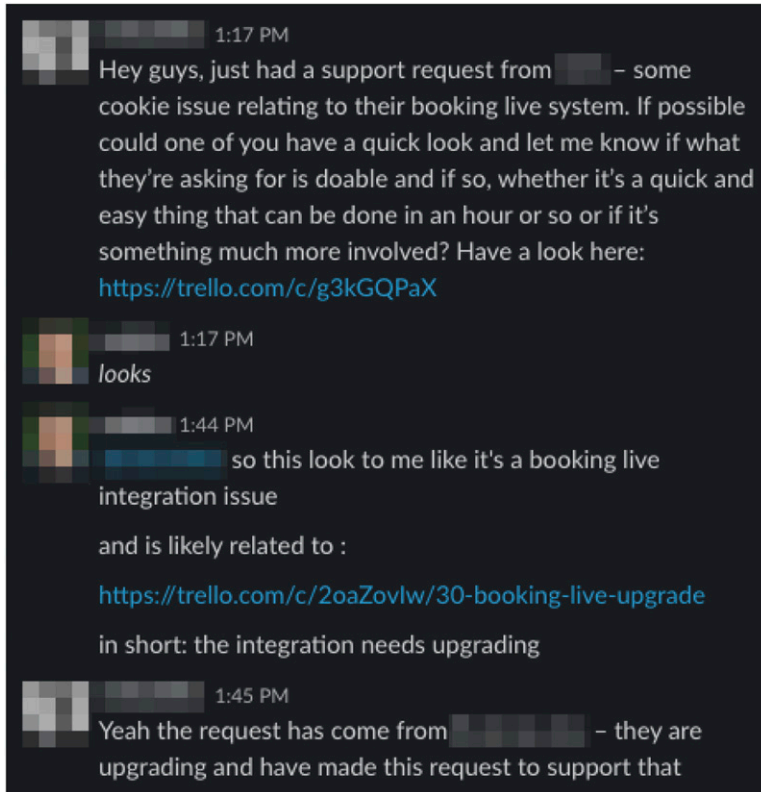 1:17 PM
Hey guys, just had a support request from – some
cookie issue relating to their booking live system. If possible
could one of you have a quick look and let me know if what
they're asking for is doable and if so, whether it's a quick and
easy thing that can be done in an hour or so or if it's
something much more involved? Have a look here:
https://trello.com/c/g3kGQPaX
1:17 PM
looks
1:44 PM
so this look to me like it's a booking live
integration issue
and is likely related to :
https://trello.com/c/2oaZovlw/30-booking-live-upgrade
in short: the integration needs upgrading
1:45 PM
Yeah the request has come from – they are
upgrading and have made this request to support that